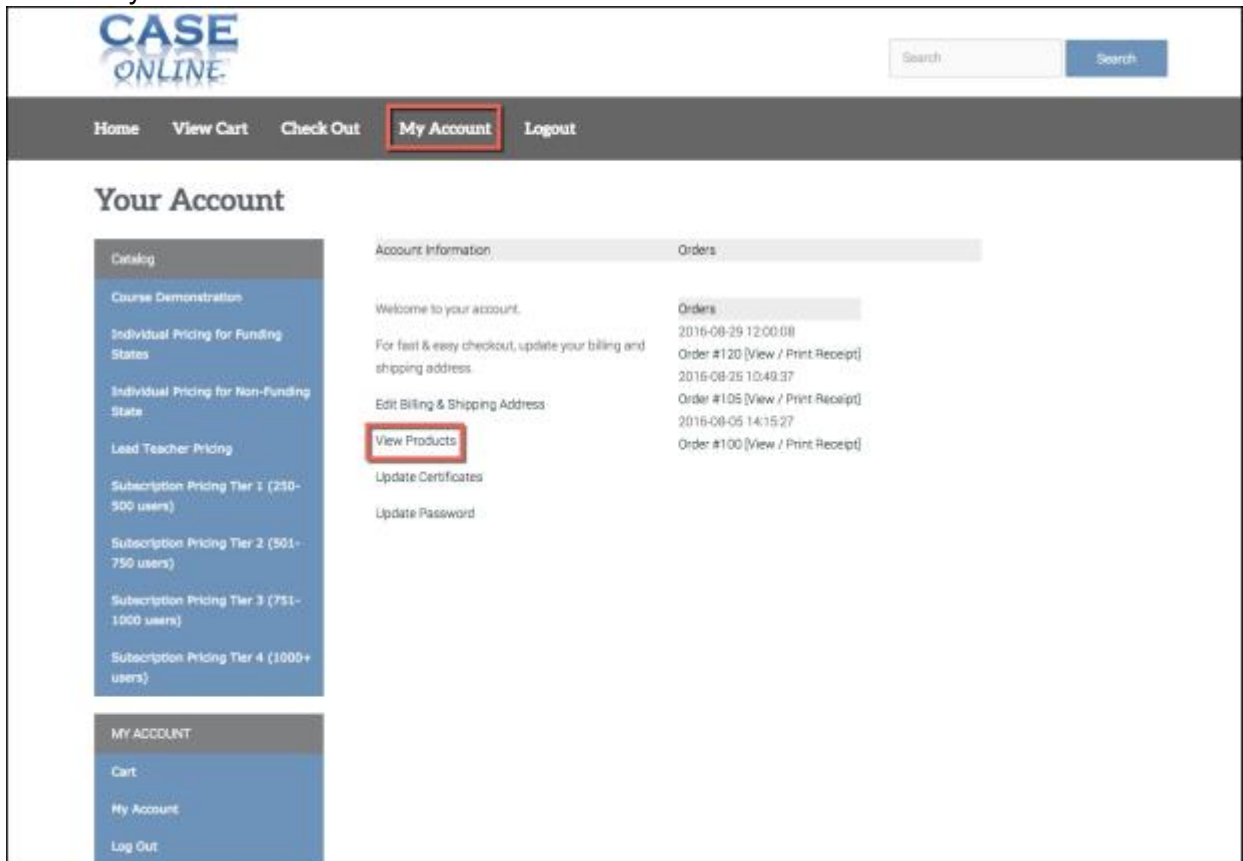 CASE
ONLINE
Search
Search
Home
View Cart
Check Out
My Account
Logout
Your Account
Catalog
Course Demonstration
Individual Pricing for Funding
States
Individual Pricing for Non-Funding
State
Lead Teacher Pricing
Subscription Pricing Tier 1 (250-
500 users)
Subscription Pricing Tier 2 (501-
750 users)
Subscription Pricing Tier 3 (751-
1000 users)
Subscription Pricing Tier 4 (1000+
users)
MY ACCOUNT
Cart
My Account
Log Out
Account Information
Welcome to your account.
For fast & easy checkout, update your billing and
shipping address.
Edit Billing & Shipping Address
View Products
Update Certificates
Update Password
Orders
Orders
2016-08-29 12:00:08
Order #120 [View / Print Receipt]
2016-08-26 10:49:37
Order #105 [View / Print Receipt]
2016-08-05 14:15:27
Order #100 [View / Print Receipt]